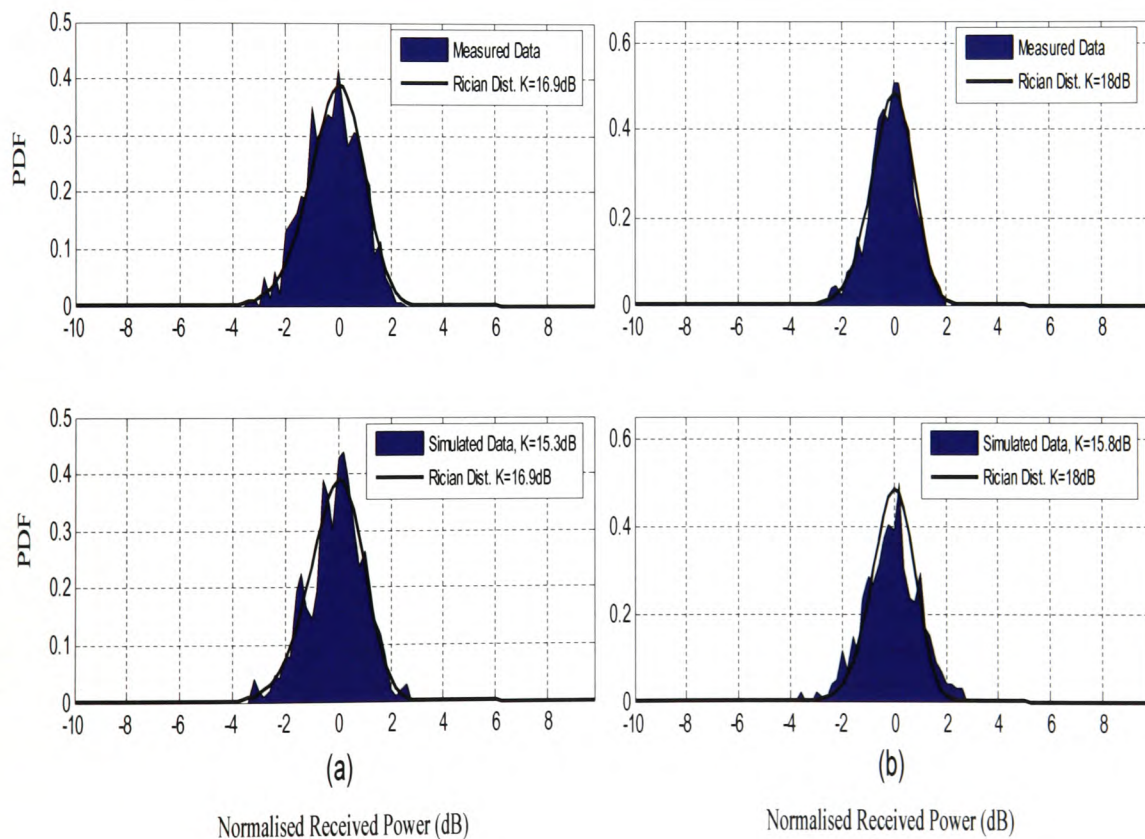 0.5
0.4
0.3
0.2
0.1
0
PDF
Measured Data
Rician Dist. K=16.9dB
-10 -8 -6 -4 -2 0 2 4 6 8
0.6
0.4
0.2
0
Measured Data
Rician Dist. K=18dB
-10 -8 -6 -4 -2 0 2 4 6 8
0.5
0.4
0.3
0.2
0.1
0
PDF
Simulated Data, K=15.3dB
Rician Dist. K=16.9dB
-10 -8 -6 -4 -2 0 2 4 6 8
(a)
Normalised Received Power (dB)
0.6
0.4
0.2
0
Simulated Data, K=15.8dB
Rician Dist. K=18dB
-10 -8 -6 -4 -2 0 2 4 6 8
(b)
Normalised Received Power (dB)